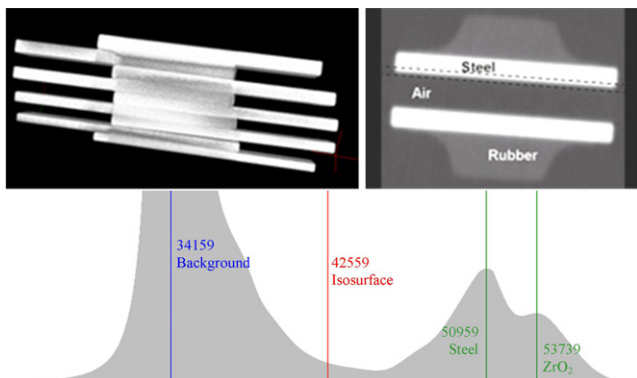 Steel
Air
Rubber
34159
Background
42559
Isosurface
50959
Steel
53739
ZrO₂